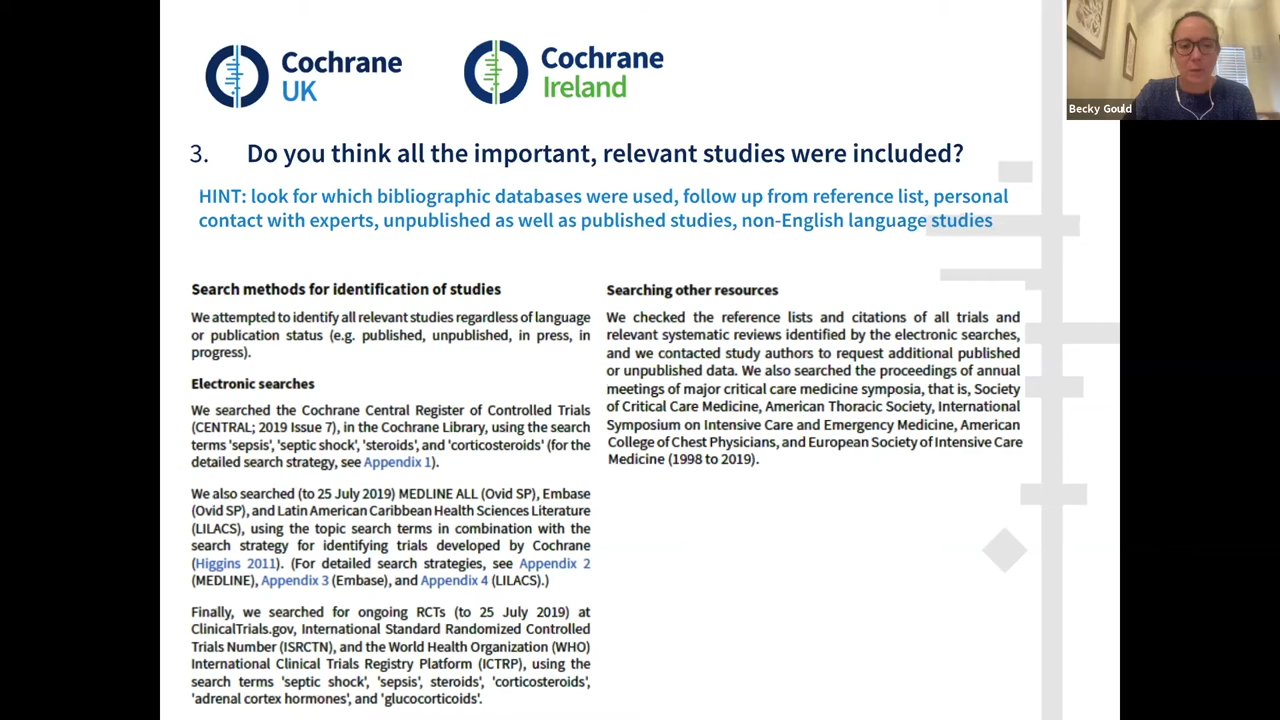 Cochrane
UK
Cochrane
Ireland
Becky Gould
3. Do you think all the important, relevant studies were included?
HINT: look for which bibliographic databases were used, follow up from reference list, personal
contact with experts, unpublished as well as published studies, non-English language studies
Search methods for identification of studies
We attempted to identify all relevant studies regardless of language
or publication status (e.g. published, unpublished, in press, in
progress).
Electronic searches
We searched the Cochrane Central Register of Controlled Trials
(CENTRAL; 2019 Issue 7), in the Cochrane Library, using the search
terms 'sepsis', 'septic shock', 'steroids', and 'corticosteroids' (for the
detailed search strategy, see Appendix 1).
We also searched (to 25 July 2019) MEDLINE ALL (Ovid SP), Embase
(Ovid SP), and Latin American Caribbean Health Sciences Literature
(LILACS), using the topic search terms in combination with the
search strategy for identifying trials developed by Cochrane
(Higgins 2011). (For detailed search strategies, see Appendix 2
(MEDLINE), Appendix 3 (Embase), and Appendix 4 (LILACS).)
Finally, we searched for ongoing RCTs (to 25 July 2019) at
ClinicalTrials.gov, International Standard Randomized Controlled
Trials Number (ISRCTN), and the World Health Organization (WHO)
International Clinical Trials Registry Platform (ICTRP), using the
search terms 'septic shock', 'sepsis', steroids', 'corticosteroids',
'adrenal cortex hormones', and 'glucocorticoids'.
Searching other resources
We checked the reference lists and citations of all trials and
relevant systematic reviews identified by the electronic searches,
and we contacted study authors to request additional published
or unpublished data. We also searched the proceedings of annual
meetings of major critical care medicine symposia, that is, Society
of Critical Care Medicine, American Thoracic Society, International
Symposium on Intensive Care and Emergency Medicine, American
College of Chest Physicians, and European Society of Intensive Care
Medicine (1998 to 2019).